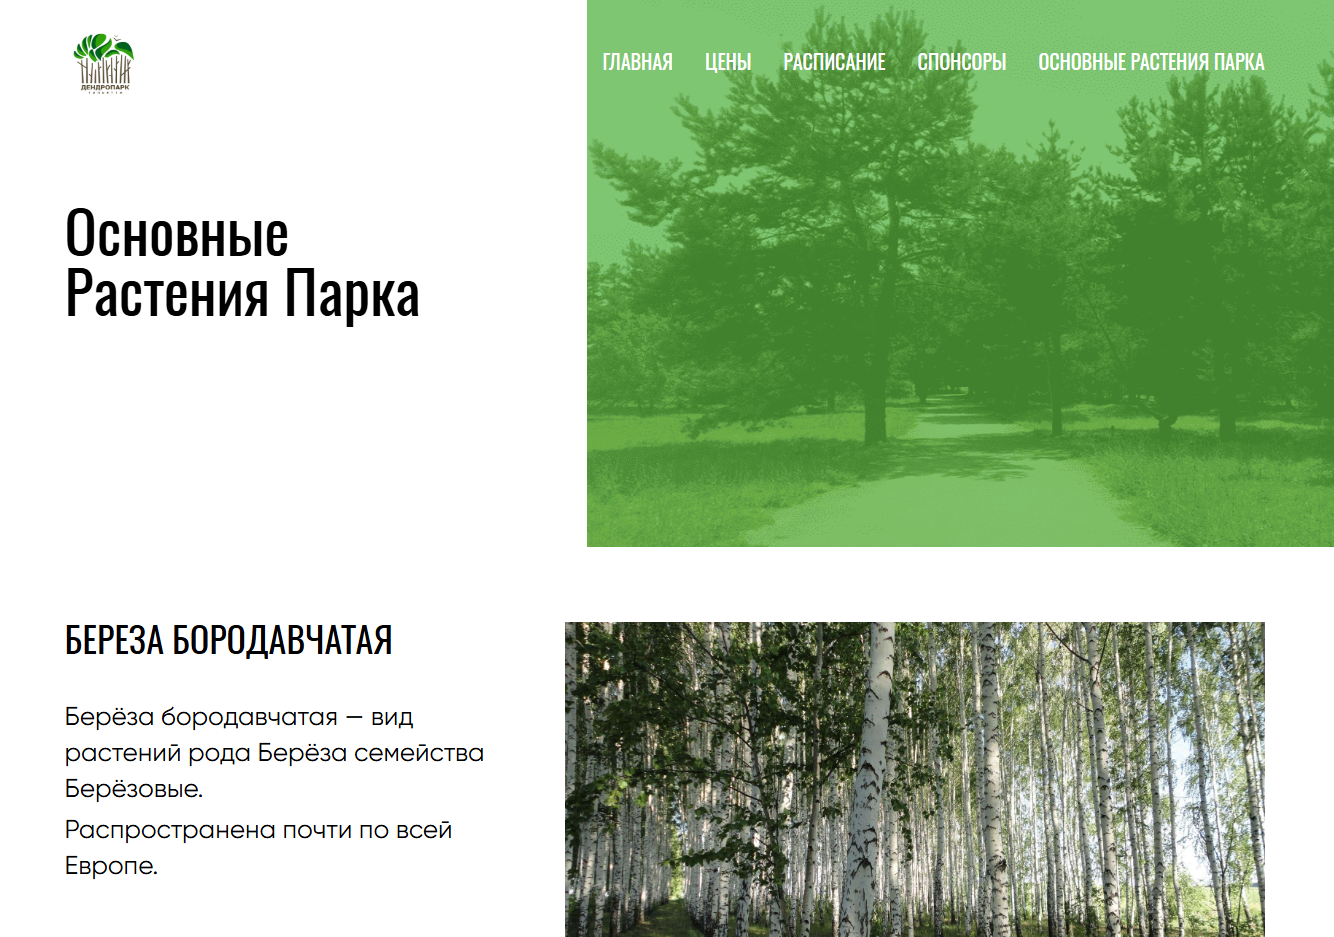 ДЕНДРОПАРК
ГЛАВНАЯ ЦЕНЫ РАСПИСАНИЕ СПОНСОРЫ ОСНОВНЫЕ РАСТЕНИЯ ПАРКА
Основные
Растения Парка
БЕРЕЗА БОРОДАВЧАТАЯ
Берёза бородавчатая — вид
растений рода Берёза семейства
Берёзовые.
Распространена почти по всей
Европе.